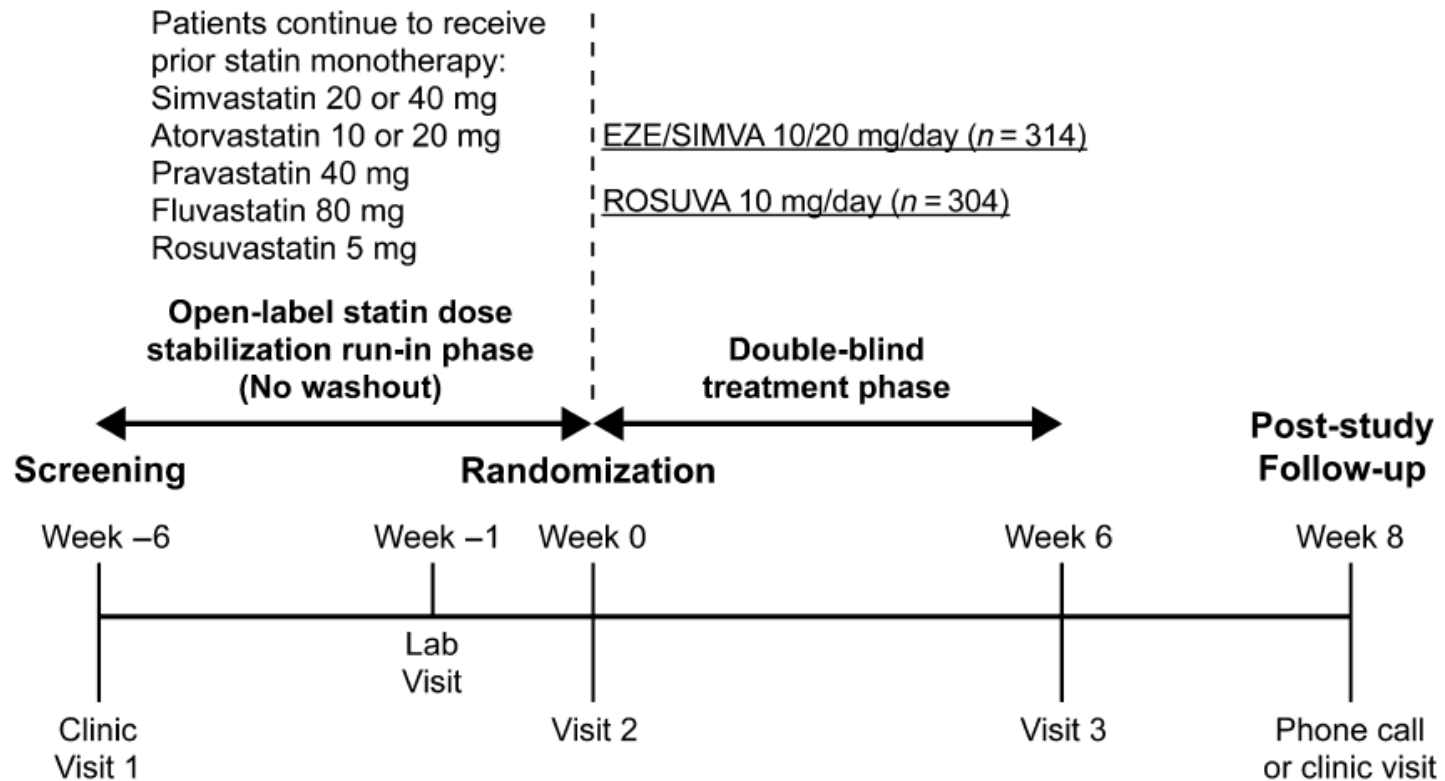 Patients continue to receive
prior statin monotherapy:
Simvastatin 20 or 40 mg
Atorvastatin 10 or 20 mg
Pravastatin 40 mg
Fluvastatin 80 mg
Rosuvastatin 5 mg
EZE/SIMVA 10/20 mg/day (n = 314)
ROSUVA 10 mg/day (n = 304)
Open-label statin dose
stabilization run-in phase
(No washout)
Double-blind
treatment phase
Screening
Randomization
Post-study
Follow-up
Week –6
Week –1
Week 0
Week 6
Week 8
Lab
Visit
Clinic
Visit 1
Visit 2
Visit 3
Phone call
or clinic visit